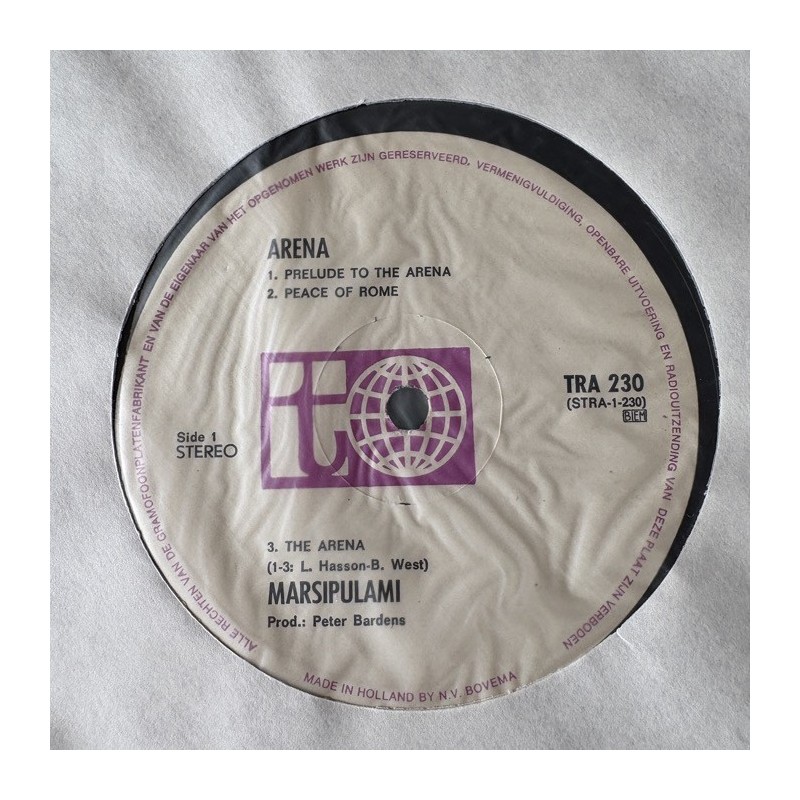 ALLE RECHTEN VAN DE GRAMOFOONPLATENFABRIKANT EN VAN DE EIGENAAR VAN HET OPGENOMEN WERK ZIJN GERESERVEERD. VERMENIGVULDIGING, OPENBARE UITVOERING EN RADIOUITZENDING VAN DEZE PLAAT ZIJN VERBODEN
ARENA
1. PRELUDE TO THE ARENA
2. PEACE OF ROME
t
TRA 230
(STRA-1-230)
BIEM
Side 1
STEREO
3. THE ARENA
(1-3: L. Hasson-B. West)
MARSIPULAMI
Prod.: Peter Bardens
MADE IN HOLLAND BY N.V. BOVEMA